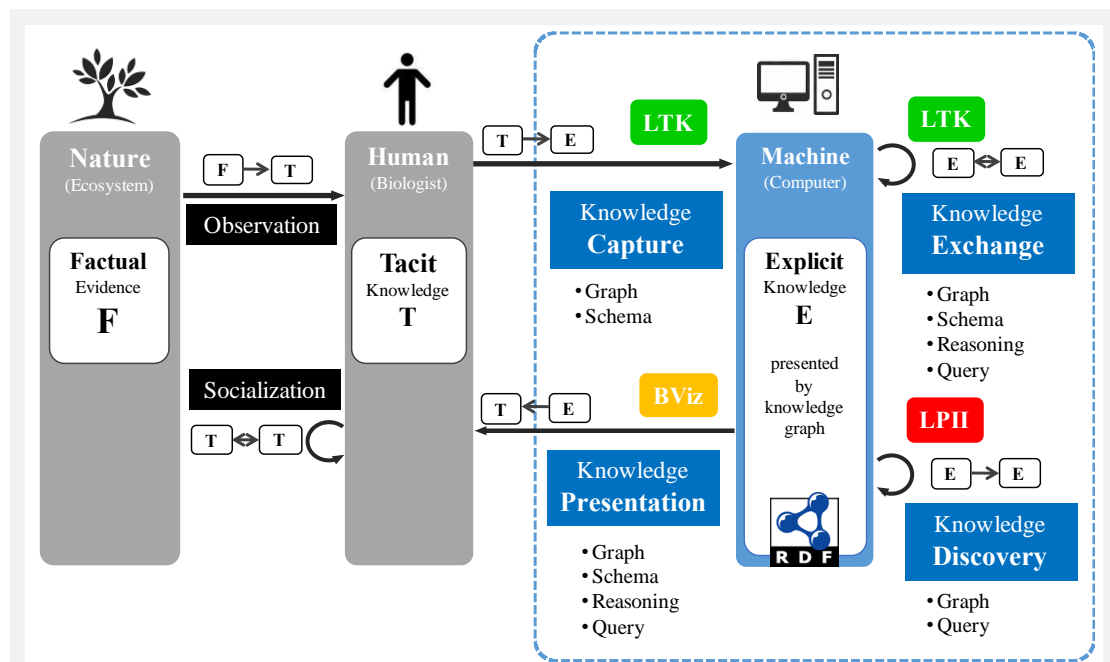 Nature
(Ecosystem)
Factual
Evidence
F
F
T
Observation
Socialization
T
T
Human
(Biologist)
Tacit
Knowledge
T
T
E
LTK
Knowledge
Capture
• Graph
• Schema
T
E
BViz
Knowledge
Presentation
• Graph
• Schema
• Reasoning
• Query
Machine
(Computer)
Explicit
Knowledge
E
presented
by
knowledge
graph
RDF
LTK
E
E
Knowledge
Exchange
• Graph
• Schema
• Reasoning
• Query
LPII
E
E
Knowledge
Discovery
• Graph
• Query